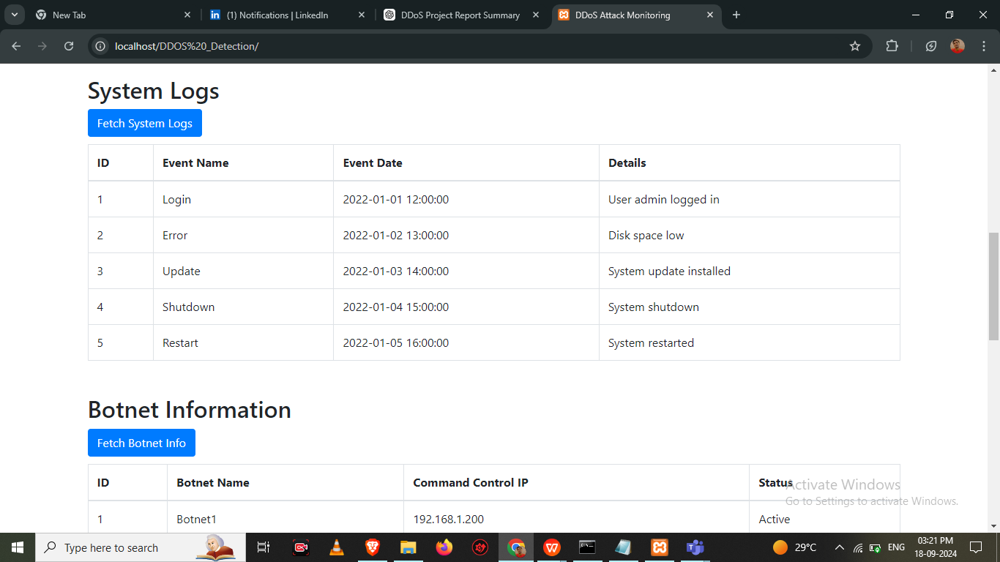 New Tab
(1) Notifications | LinkedIn
DDoS Project Report Summary
DDoS Attack Monitoring
localhost/DDOS%20_Detection/
System Logs
Fetch System Logs
ID Event Name Event Date Details
1 Login 2022-01-01 12:00:00 User admin logged in
2 Error 2022-01-02 13:00:00 Disk space low
3 Update 2022-01-03 14:00:00 System update installed
4 Shutdown 2022-01-04 15:00:00 System shutdown
5 Restart 2022-01-05 16:00:00 System restarted
Botnet Information
Fetch Botnet Info
ID Botnet Name Command Control IP Status
Activate Windows
Go to Settings to activate Windows.
1 Botnet1 192.168.1.200 Active
Type here to search
29°C
ENG
03:21 PM
18-09-2024